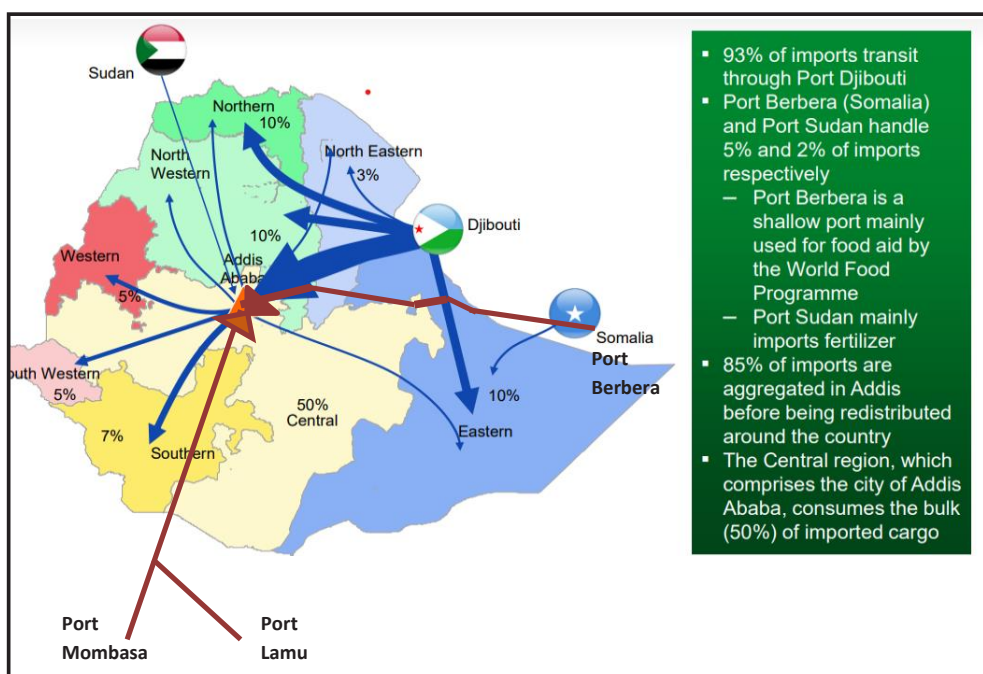 Sudan
Northern
10%
North
Western
North Eastern
3%
Djibouti
10%
Addis
Ababa
Western
5%
Somalia
Port
Berbera
outh Western
5%
50%
Central
10%
Eastern
7%
Southern
Port
Mombasa
Port
Lamu
▪ 93% of imports transit
through Port Djibouti
▪ Port Berbera (Somalia)
and Port Sudan handle
5% and 2% of imports
respectively
– Port Berbera is a
shallow port mainly
used for food aid by
the World Food
Programme
– Port Sudan mainly
imports fertilizer
▪ 85% of imports are
aggregated in Addis
before being redistributed
around the country
▪ The Central region, which
comprises the city of Addis
Ababa, consumes the bulk
(50%) of imported cargo